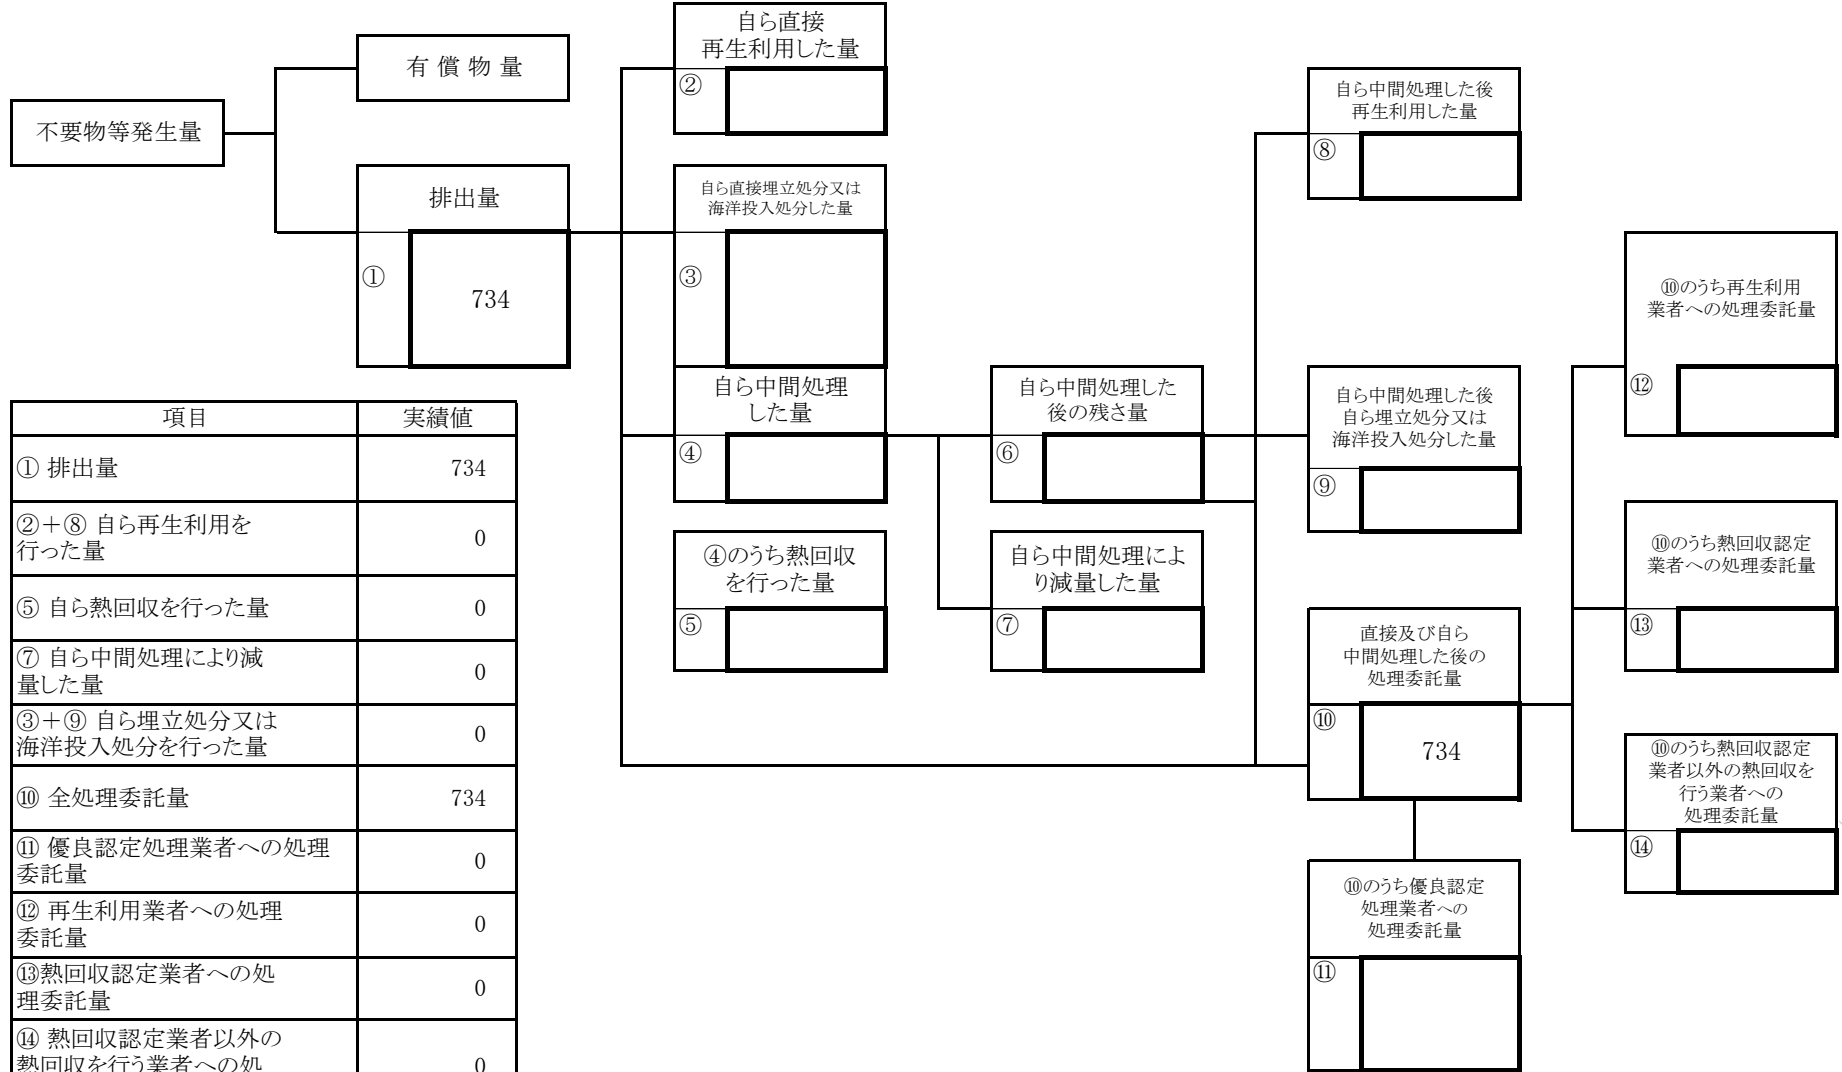 自ら直接
再生利用した量
②
有 償 物 量
不要物等発生量
排出量
①
734
自ら直接埋立処分又は
海洋投入処分した量
③
自ら中間処理
した量
④
④のうち熱回収
を行った量
⑤
自ら中間処理した
後の残さ量
⑥
自ら中間処理によ
り減量した量
⑦
自ら中間処理した後
再生利用した量
⑧
自ら中間処理した後
自ら埋立処分又は
海洋投入処分した量
⑨
直接及び自ら
中間処理した後の
処理委託量
⑩
734
⑩のうち優良認定
処理業者への
処理委託量
⑪
⑩のうち再生利用
業者への処理委託量
⑫
⑩のうち熱回収認定
業者への処理委託量
⑬
⑩のうち熱回収認定
業者以外の熱回収を
行う業者への
処理委託量
⑭
項目 実績値
① 排出量 734
②+⑧ 自ら再生利用を
行った量 0
⑤ 自ら熱回収を行った量 0
⑦ 自ら中間処理により減
量した量 0
③+⑨ 自ら埋立処分又は
海洋投入処分を行った量 0
⑩ 全処理委託量 734
⑪ 優良認定処理業者への処理
委託量 0
⑫ 再生利用業者への処理
委託量 0
⑬熱回収認定業者への処
理委託量 0
⑭ 熱回収認定業者以外の
熱回収を行う業者への処 0